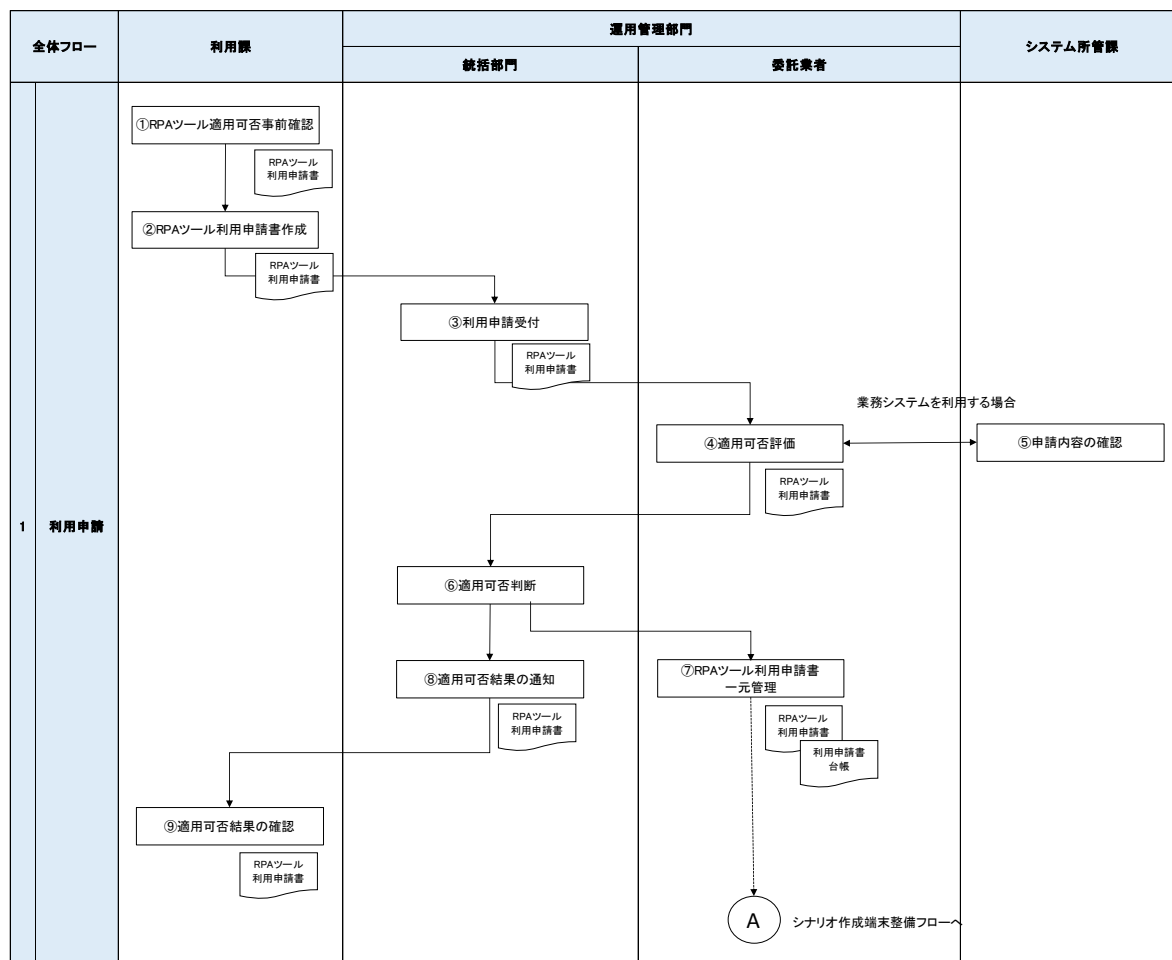 全体フロー
利用課
運用管理部門
統括部門
委託業者
システム所管課
1
利用申請
①RPAツール適用可否事前確認
RPAツール
利用申請書
②RPAツール利用申請書作成
RPAツール
利用申請書
③利用申請受付
RPAツール
利用申請書
業務システムを利用する場合
④適用可否評価
⑤申請内容の確認
RPAツール
利用申請書
⑥適用可否判断
⑧適用可否結果の通知
⑦RPAツール利用申請書
一元管理
RPAツール
利用申請書
RPAツール
利用申請書
利用申請書
台帳
⑨適用可否結果の確認
RPAツール
利用申請書
A
シナリオ作成端末整備フローへ